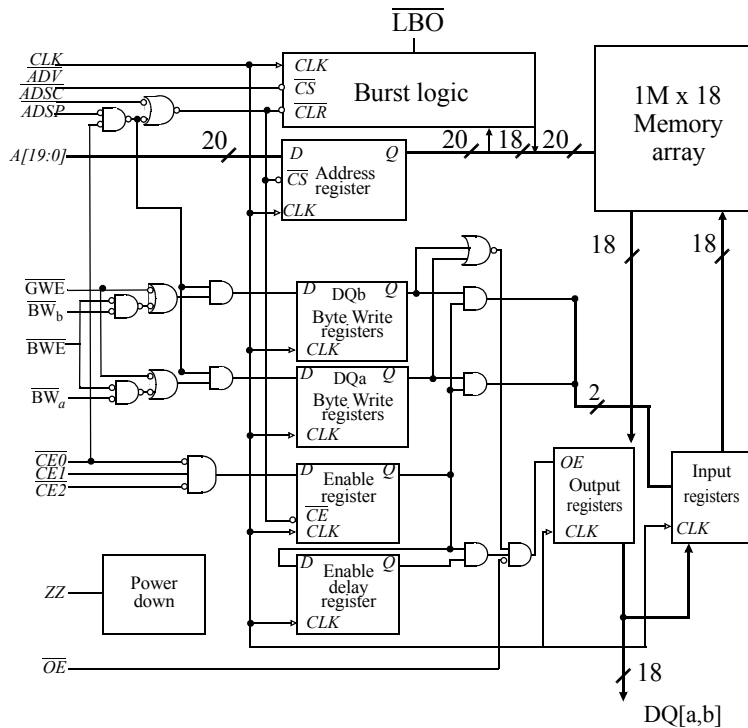 LBO
CLK
ADV
ADSC
ADSP
CLK
CS
CLR
Burst logic
1M x 18
Memory
array
A[19:0]
20
D
Q
CS
Address
register
CLK
20
18
20
18
18
GWE
BWb
BWE
BWa
D
DQb
Q
Byte Write
registers
CLK
D
DQa
Q
Byte Write
registers
CLK
2
CE0
CE1
CE2
D
Enable
Q
register
CE
CLK
OE
Output
registers
CLK
Input
registers
CLK
D
Enable
Q
delay
register
CLK
ZZ
Power
down
OE
18
DQ[a,b]